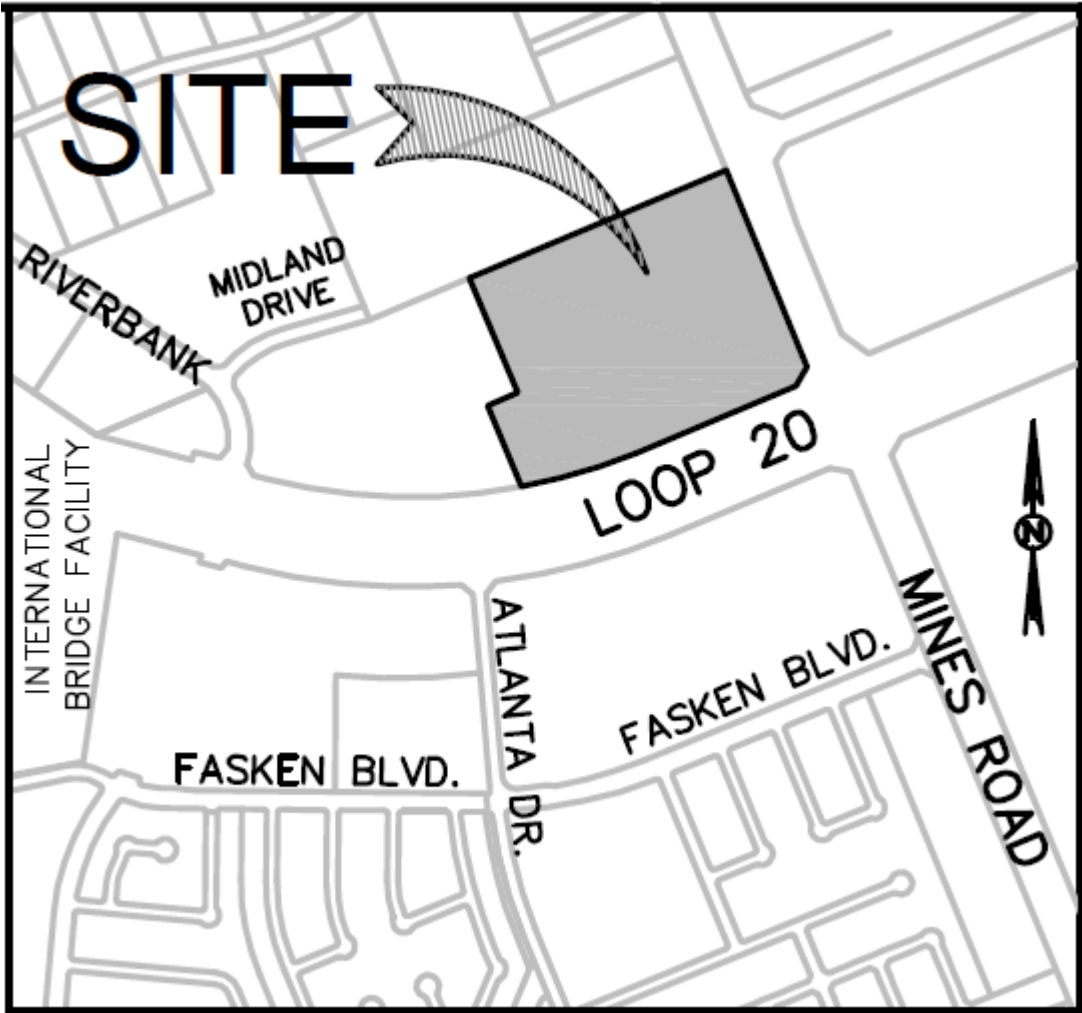 SITE
MIDLAND
DRIVE
RIVERBANK
INTERNATIONAL
BRIDGE FACILITY
LOOP 20
N
MINES ROAD
ATLANTA DR.
FASKEN BLVD.
FASKEN BLVD.